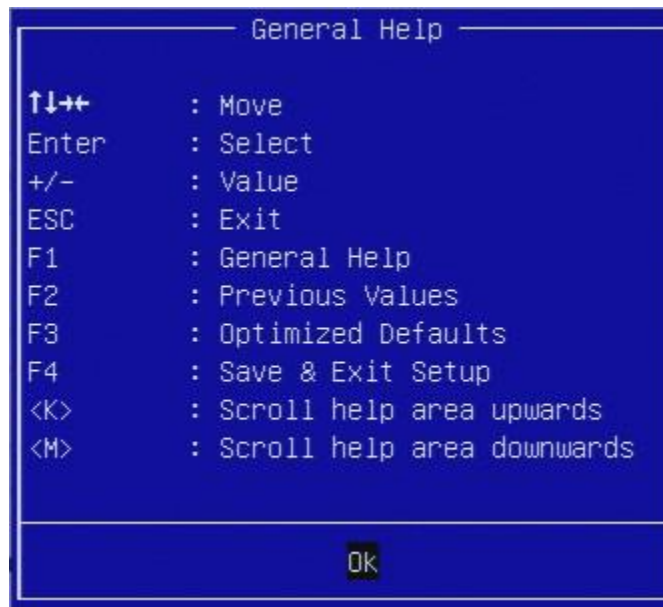 General Help
↑↓→← : Move
Enter : Select
+/- : Value
ESC : Exit
F1 : General Help
F2 : Previous Values
F3 : Optimized Defaults
F4 : Save & Exit Setup
<K> : Scroll help area upwards
<M> : Scroll help area downwards
Ok